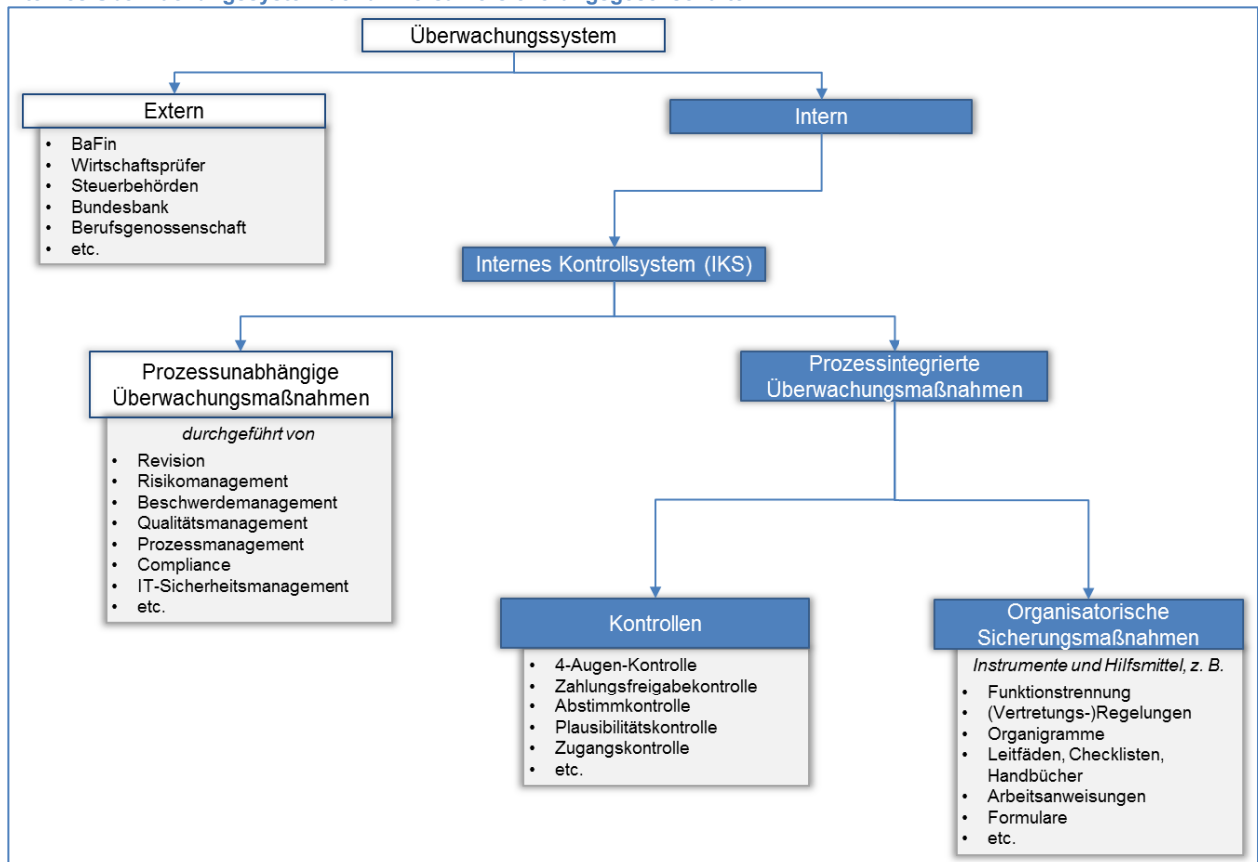 Überwachungssystem
Extern
• BaFin
• Wirtschaftsprüfer
• Steuerbehörden
• Bundesbank
• Berufsgenossenschaft
• etc.
Intern
Internes Kontrollsystem (IKS)
Prozessunabhängige
Überwachungsmaßnahmen
durchgeführt von
• Revision
• Risikomanagement
• Beschwerdemanagement
• Qualitätsmanagement
• Prozessmanagement
• Compliance
• IT-Sicherheitsmanagement
• etc.
Prozessintegrierte
Überwachungsmaßnahmen
Kontrollen
• 4-Augen-Kontrolle
• Zahlungsfreigabekontrolle
• Abstimmkontrolle
• Plausibilitätskontrolle
• Zugangskontrolle
• etc.
Organisatorische
Sicherungsmaßnahmen
Instrumente und Hilfsmittel, z. B.
• Funktionstrennung
• (Vertretungs-)Regelungen
• Organigramme
• Leitfäden, Checklisten,
Handbücher
• Arbeitsanweisungen
• Formulare
• etc.